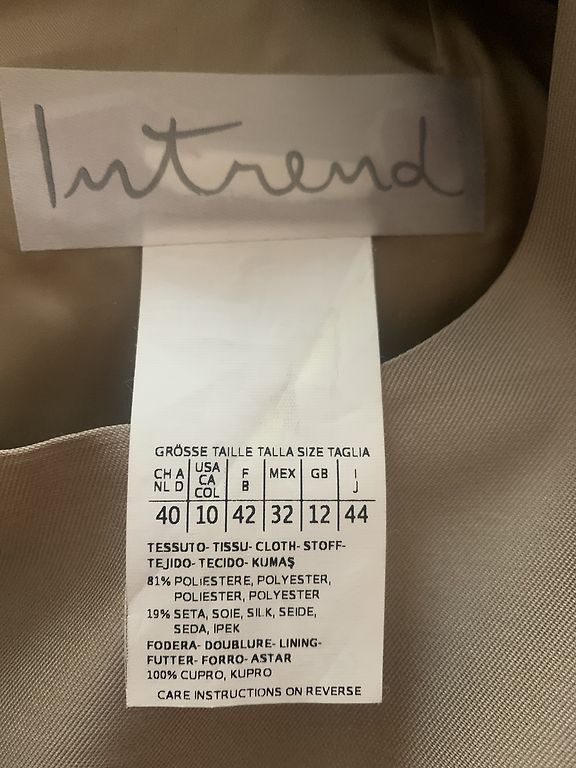 Intrend
GRÖSSE TAILLE TALLA SIZE TAGLIA
CH A NL D USA CA COL F B MEX GB I J
40 10 42 32 12 44
TESSUTO- TISSU- CLOTH- STOFF-
TEJIDO- TECIDO- KUMAŞ
81% POLIESTERE, POLYESTER,
POLIESTER, POLYESTER
19% SETA, SOIE, SILK, SEIDE,
SEDA, IPEK
FODERA- DOUBLURE- LINING-
FUTTER- FORRO- ASTAR
100% CUPRO, KUPRO
CARE INSTRUCTIONS ON REVERSE